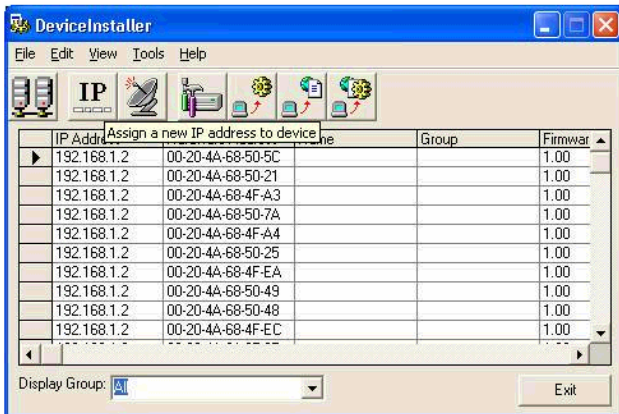 DeviceInstaller
File Edit View Tools Help
IP
Assign a new IP address to device
IP Group Firmwar
192.168.1.2 00-20-4A-68-50-5C 1.00
192.168.1.2 00-20-4A-68-50-21 1.00
192.168.1.2 00-20-4A-68-4F-A3 1.00
192.168.1.2 00-20-4A-68-50-7A 1.00
192.168.1.2 00-20-4A-68-4F-A4 1.00
192.168.1.2 00-20-4A-68-50-25 1.00
192.168.1.2 00-20-4A-68-4F-EA 1.00
192.168.1.2 00-20-4A-68-50-49 1.00
192.168.1.2 00-20-4A-68-50-48 1.00
192.168.1.2 00-20-4A-68-4F-EC 1.00
Display Group: All
Exit